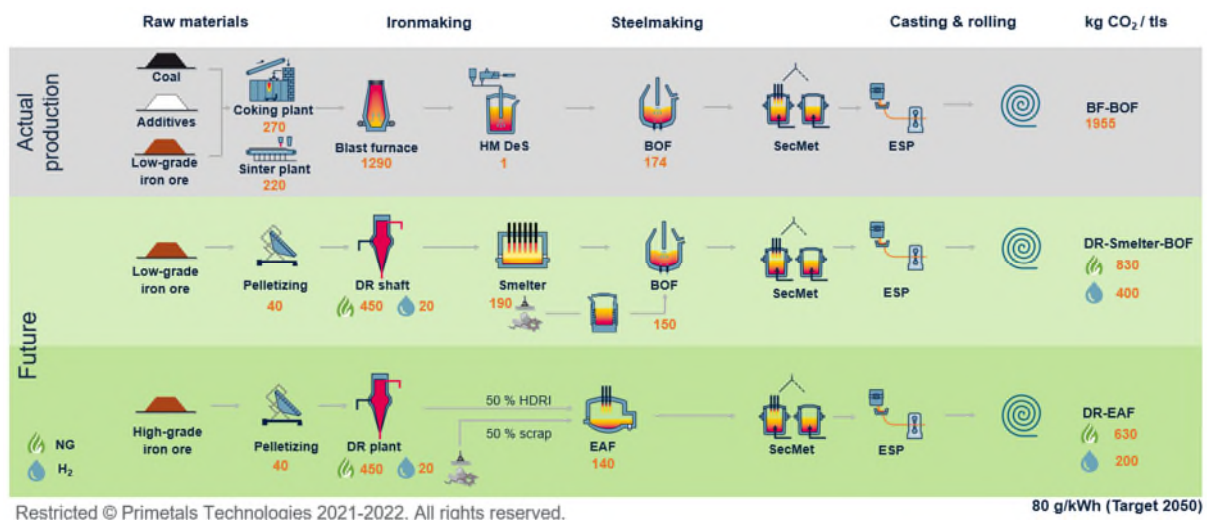 Raw materials
Ironmaking
Steelmaking
Casting & rolling
kg CO₂ / tls
Actual
production
Coal
Additives
Low-grade
iron ore
Coking plant
270
Sinter plant
220
Blast furnace
1290
HM DeS
1
BOF
174
SecMet
ESP
BF-BOF
1955
Future
Low-grade
iron ore
Pelletizing
40
DR shaft
450
20
Smelter
190
BOF
150
SecMet
ESP
DR-Smelter-BOF
830
400
High-grade
iron ore
Pelletizing
40
DR plant
450
20
50 % HDRI
50 % scrap
EAF
140
SecMet
ESP
DR-EAF
630
200
NG
H₂
80 g/kWh (Target 2050)
Restricted © Primetals Technologies 2021-2022. All rights reserved.